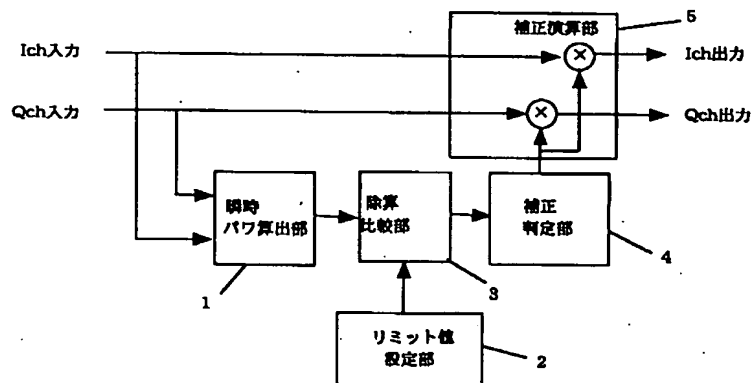 補正演算部
5
Ich入力
Ich出力
Qch入力
Qch出力
瞬時
パワ算出部
除算
比較部
補正
判定部
1
3
4
リミット値
設定部
2